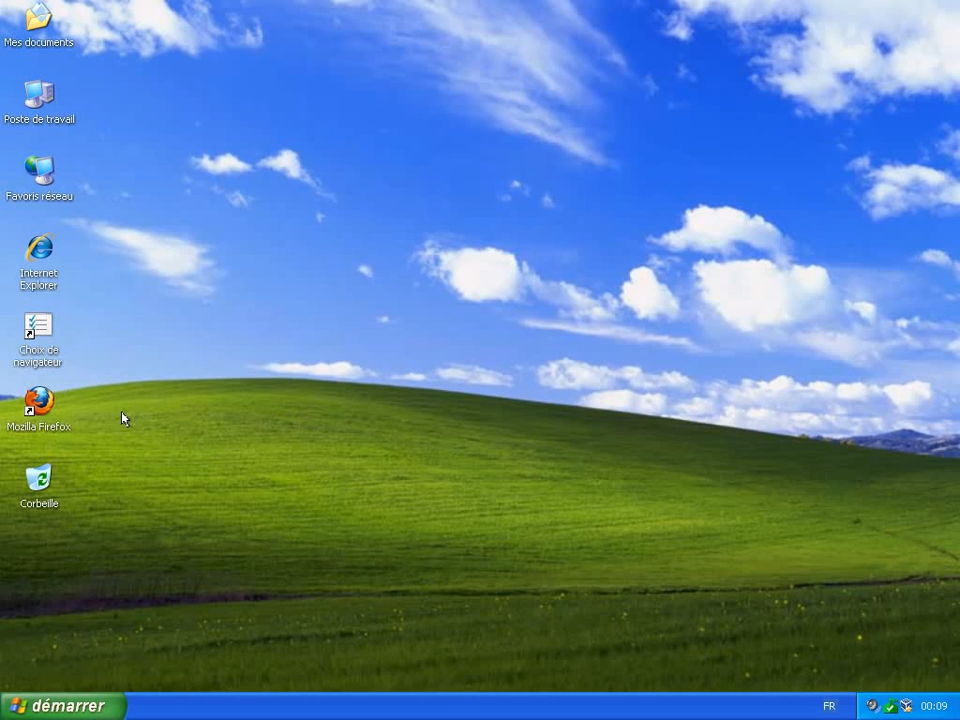 Mes documents
Poste de travail
Favoris réseau
Internet
Explorer
Choix de
navigateur
Mozilla Firefox
Corbeille
démarrer
FR
00:09